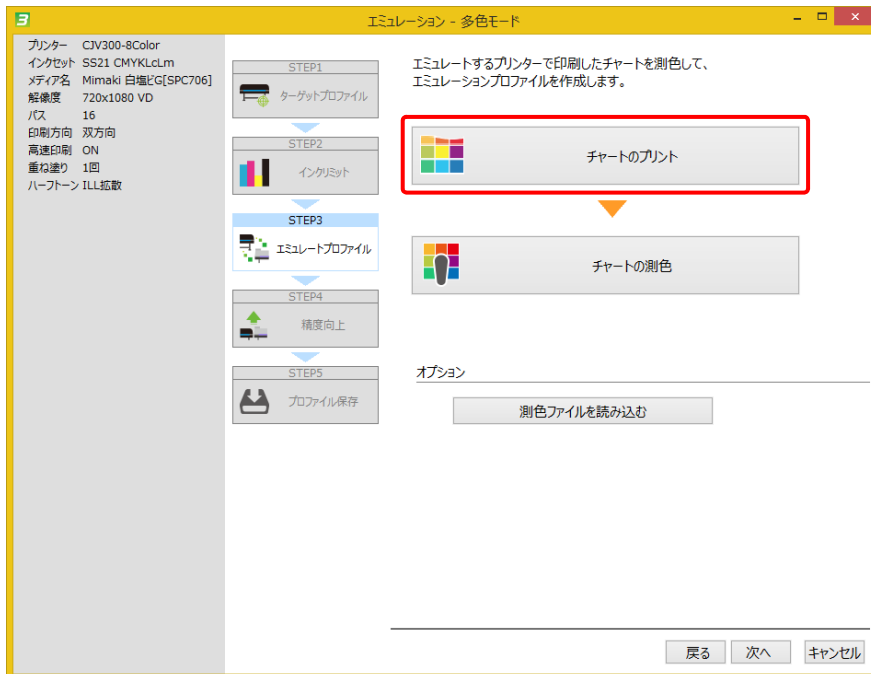 エミュレーション - 多色モード
プリンター CJV300-8Color
インクセット SS21 CMYKLcLm
メディア名 Mimaki 白塩ビG[SPC706]
解像度 720x1080 VD
パス 16
印刷方向 双方向
高速印刷 ON
重ね塗り 1回
ハーフトーン ILL拡散
STEP1
ターゲットプロファイル
STEP2
インクリミット
STEP3
エミュレートプロファイル
STEP4
精度向上
STEP5
プロファイル保存
エミュレートするプリンターで印刷したチャートを測色して、
エミュレーションプロファイルを作成します。
チャートのプリント
チャートの測色
オプション
測色ファイルを読み込む
戻る 次へ キャンセル